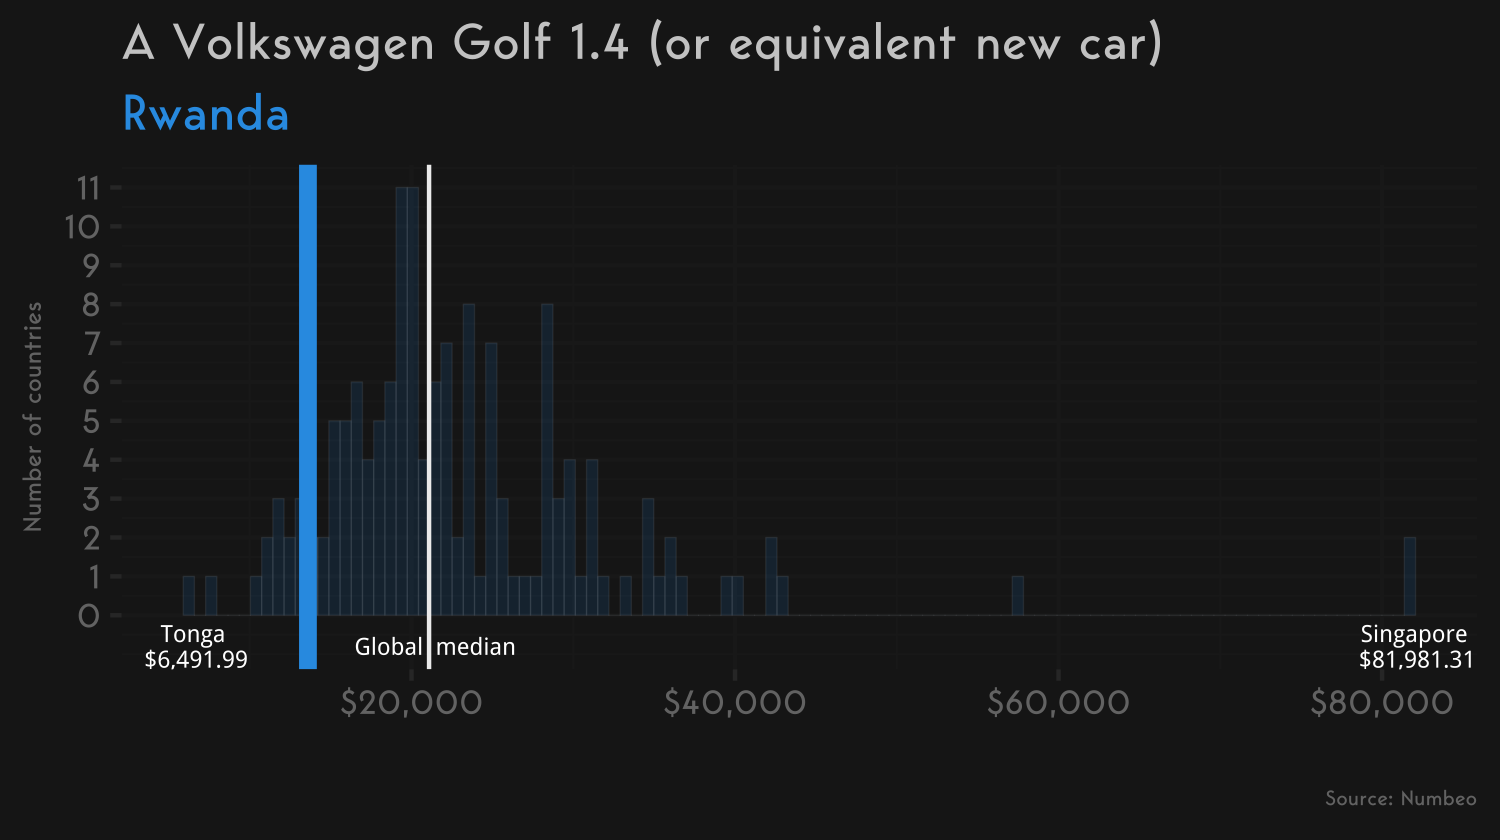 A Volkswagen Golf 1.4 (or equivalent new car)
Rwanda
Number of countries
11
10
9
8
7
6
5
4
3
2
1
0
Tonga
$6,491.99
Global median
Singapore
$81,981.31
$20,000
$40,000
$60,000
$80,000
Source: Numbeo